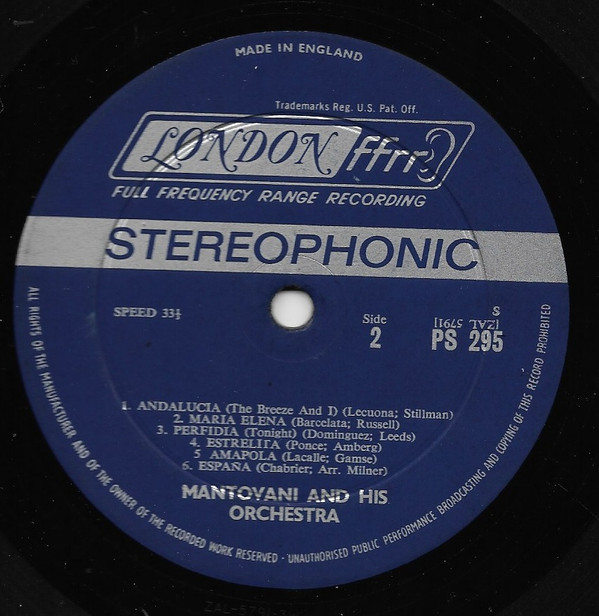 MADE IN ENGLAND
Trademarks Reg. U.S. Pat. Off.
LONDON ffrr
FULL FREQUENCY RANGE RECORDING
STEREOPHONIC
SPEED 33⅓
Side
2
S
[ZAL 5791]
PS 295
1. ANDALUCIA (The Breeze And I) (Lecuona; Stillman)
2. MARIA ELENA (Barcelata; Russell)
3. PERFIDIA (Tonight) (Dominguez; Leeds)
4. ESTRELITA (Ponce; Amberg)
5 AMAPOLA (Lacalle; Gamse)
6. ESPAÑA (Chabrier; Arr. Milner)
MANTOVANI AND HIS
ORCHESTRA
ALL RIGHTS OF THE MANUFACTURER AND OF THE OWNER OF THE RECORDED WORK RESERVED - UNAUTHORISED PUBLIC PERFORMANCE BROADCASTING AND COPYING OF THIS RECORD PROHIBITED